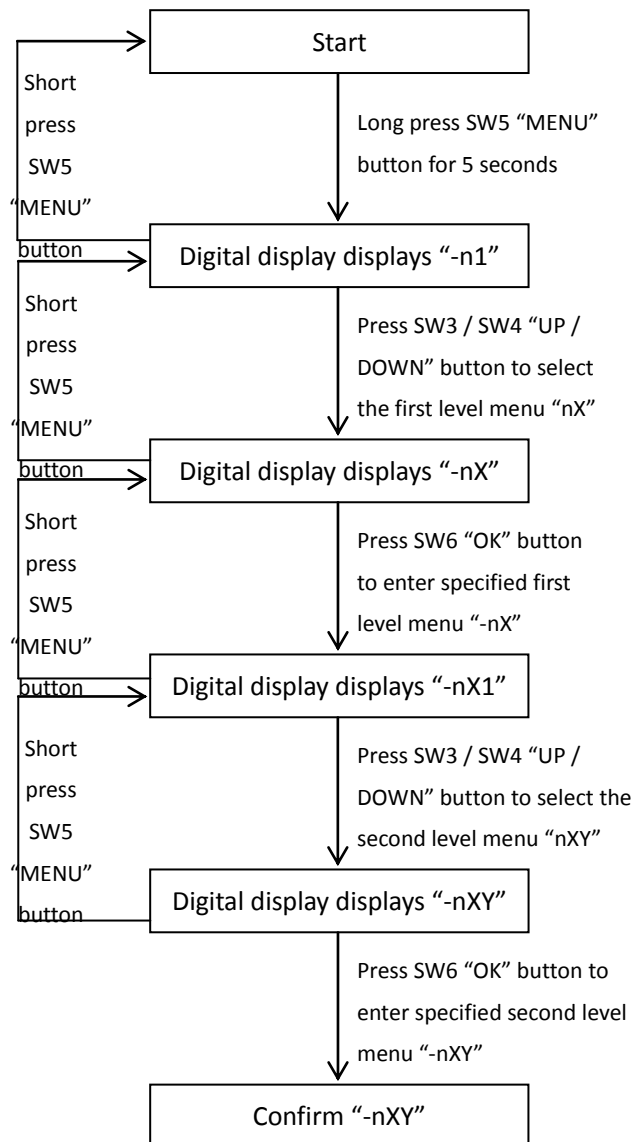 Start
Short
press
SW5
“MENU”
button
Long press SW5 “MENU”
button for 5 seconds
Digital display displays “-n1”
Short
press
SW5
“MENU”
button
Press SW3 / SW4 “UP /
DOWN” button to select
the first level menu “nX”
Digital display displays “-nX”
Short
press
SW5
“MENU”
button
Press SW6 “OK” button
to enter specified first
level menu “-nX”
Digital display displays “-nX1”
Short
press
SW5
“MENU”
button
Press SW3 / SW4 “UP /
DOWN” button to select the
second level menu “nXY”
Digital display displays “-nXY”
Press SW6 “OK” button to
enter specified second level
menu “-nXY”
Confirm “-nXY”